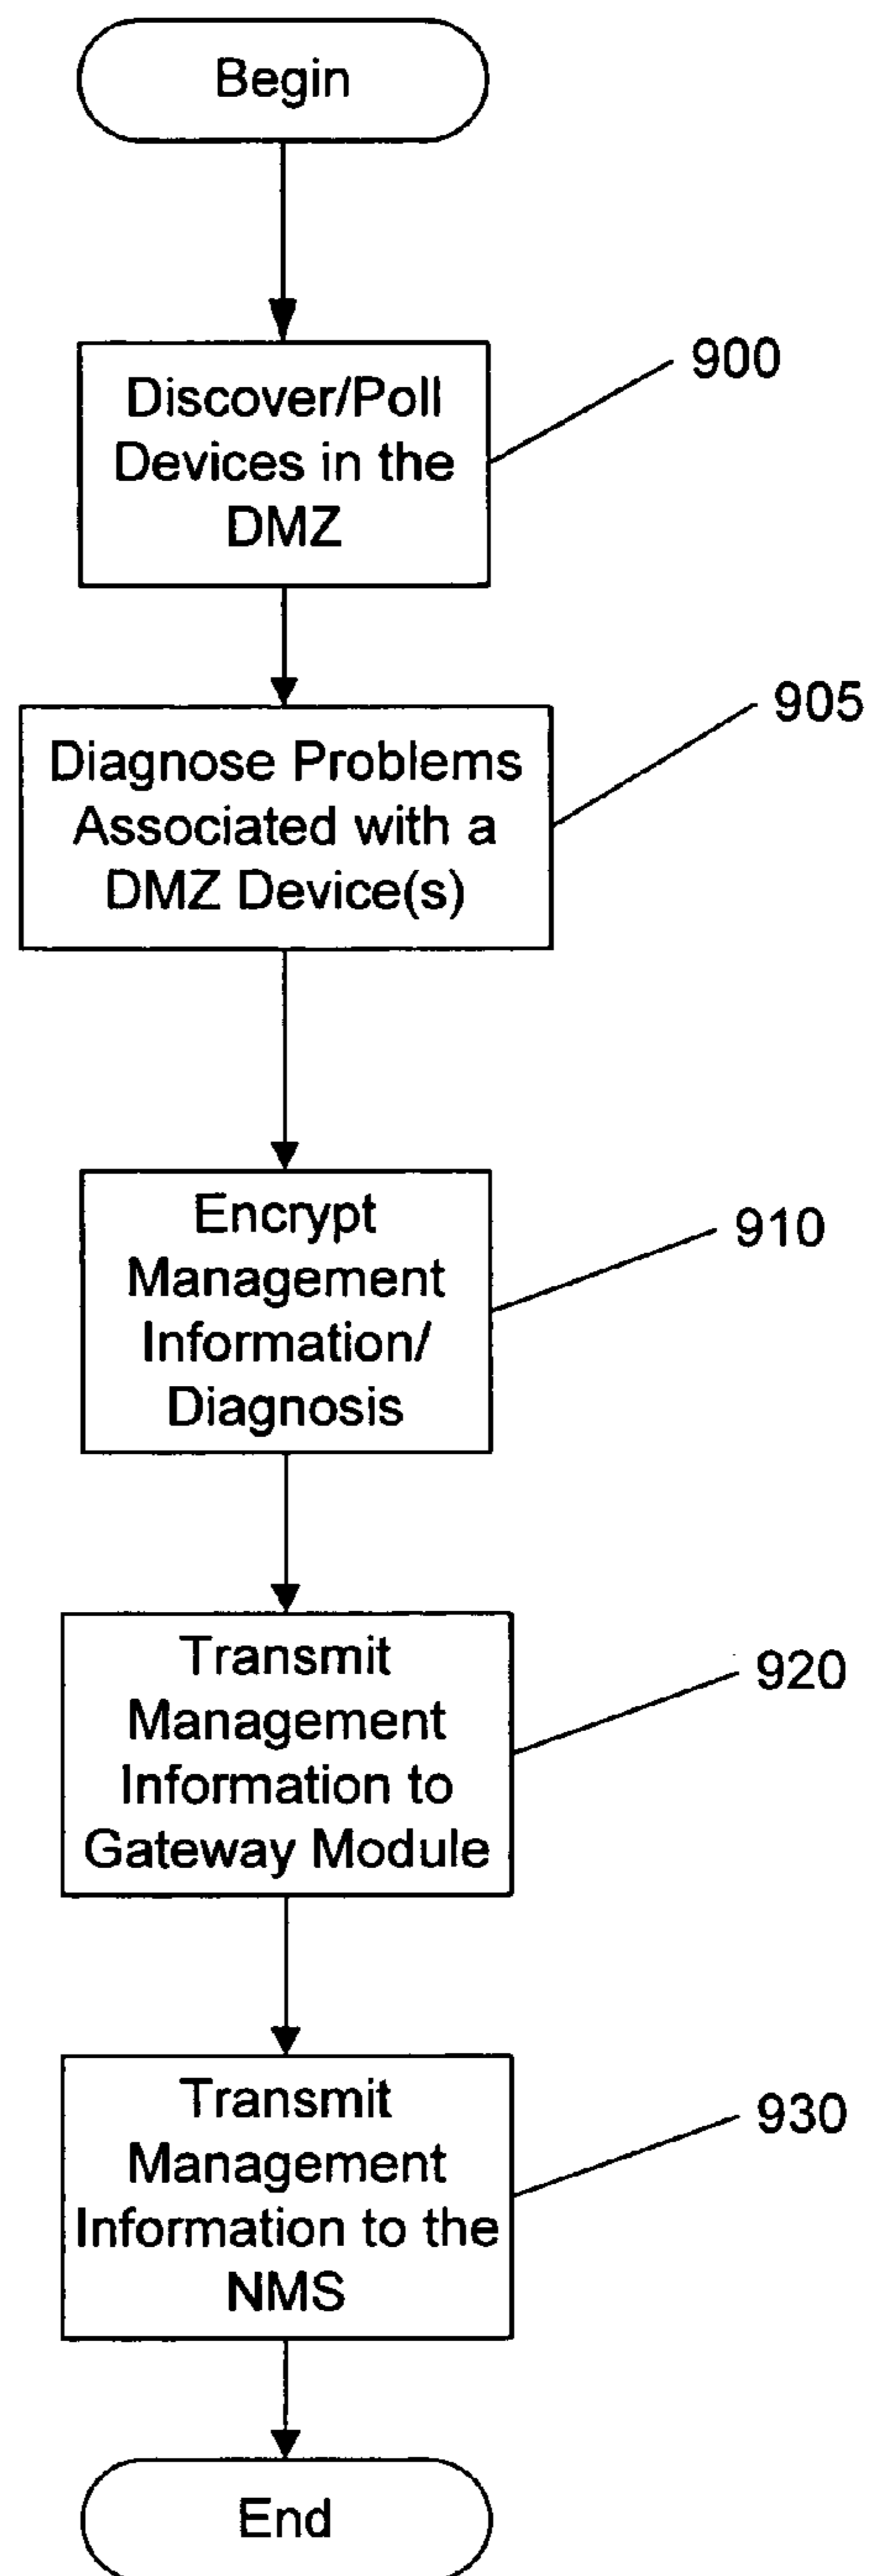 Begin
Discover/Poll
Devices in the
DMZ
900
Diagnose Problems
Associated with a
DMZ Device(s)
905
Encrypt
Management
Information/
Diagnosis
910
Transmit
Management
Information to
Gateway Module
920
Transmit
Management
Information to the
NMS
930
End